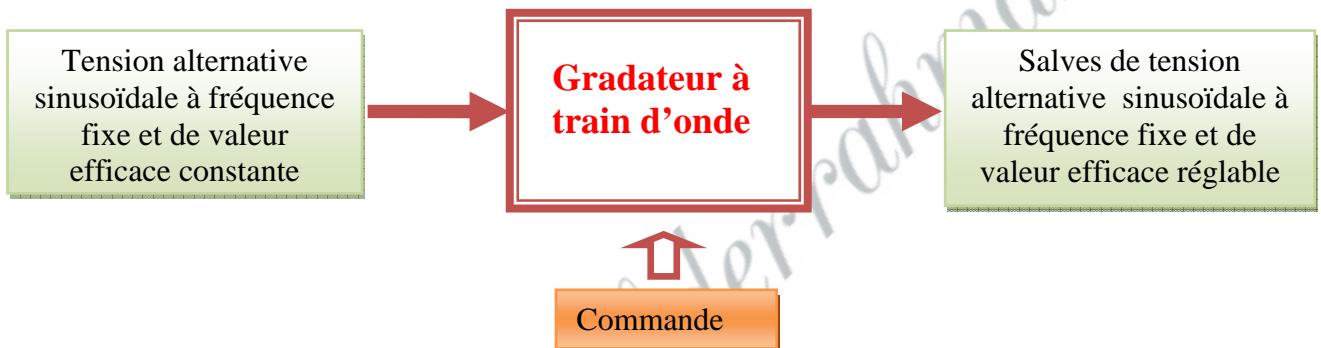 Tension alternative
sinusoïdale à fréquence
fixe et de valeur
efficace constante
Gradateur à
train d’onde
Salves de tension
alternative sinusoïdale à
fréquence fixe et de
valeur efficace réglable
Commande